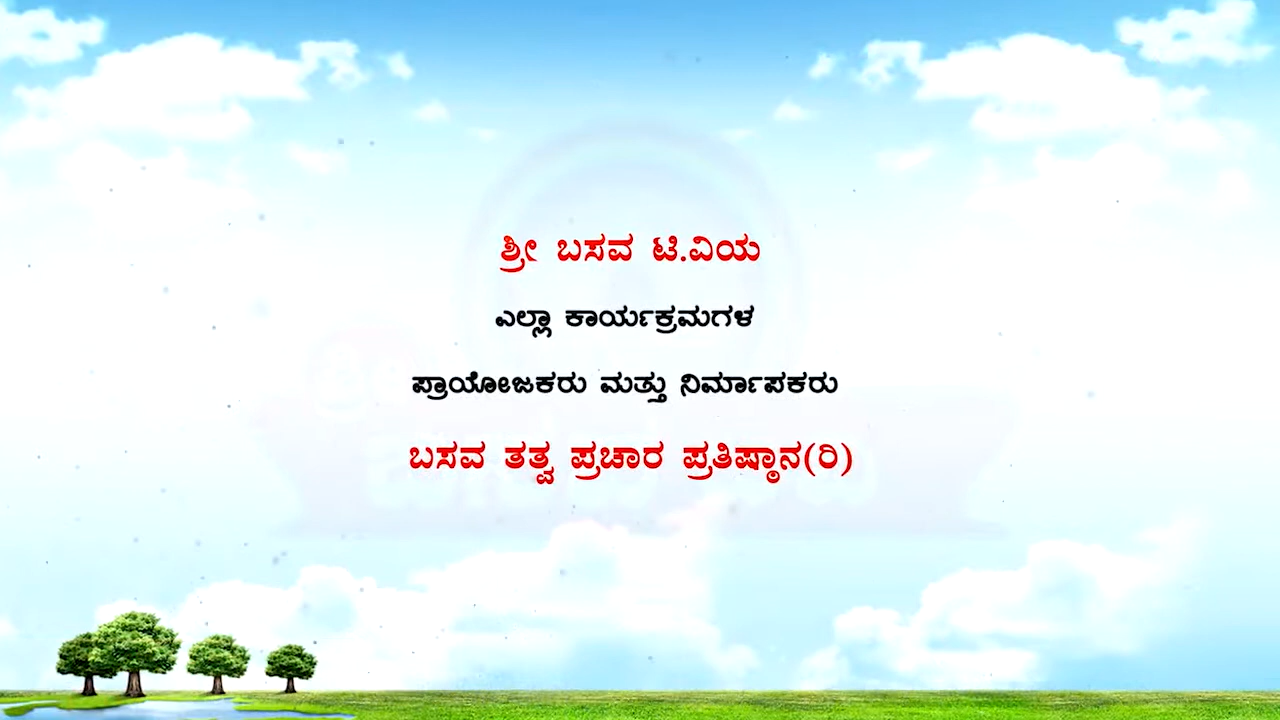 ಶ್ರೀ ಬಸವ ಟಿ.ವಿಯ
ಎಲ್ಲಾ ಕಾರ್ಯಕ್ರಮಗಳ
ಪ್ರಾಯೋಜಕರು ಮತ್ತು ನಿರ್ಮಾಪಕರು
ಬಸವ ತತ್ವ ಪ್ರಚಾರ ಪ್ರತಿಷ್ಠಾನ(ರಿ)